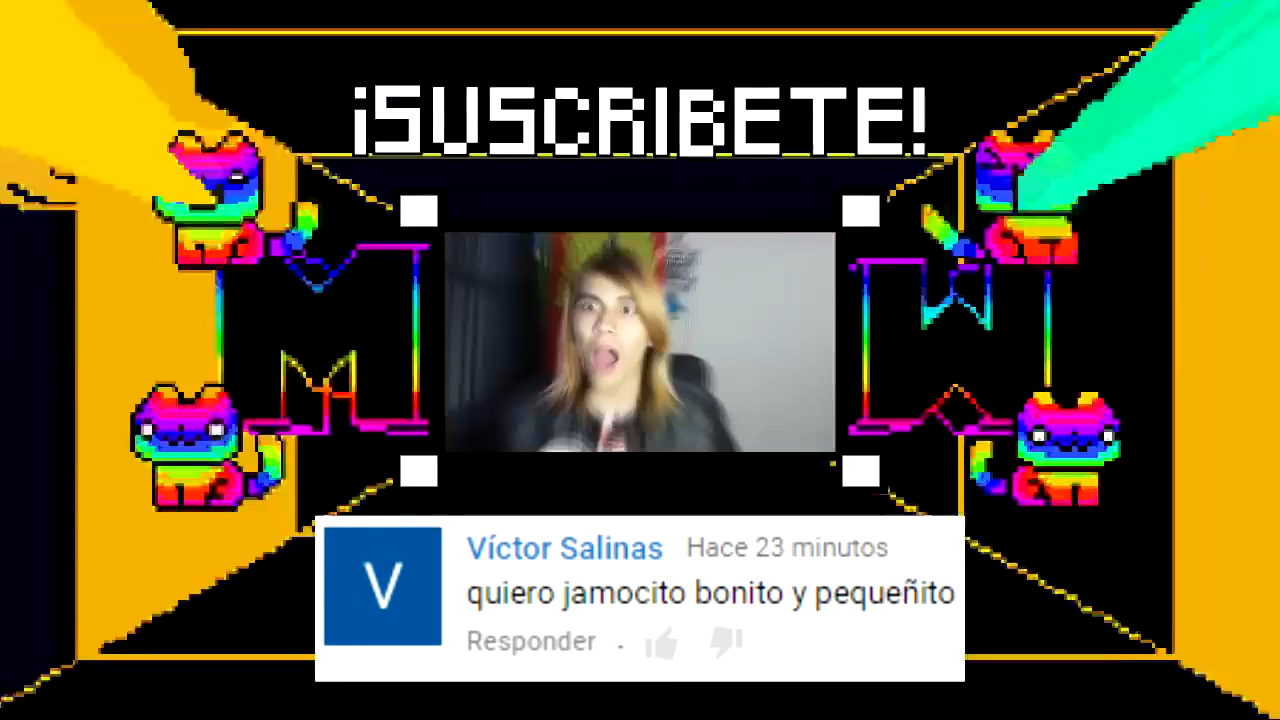 ¡SUSCRIBETE!
M M
V
Víctor Salinas Hace 23 minutos
quiero jamocito bonito y pequeñito
Responder .